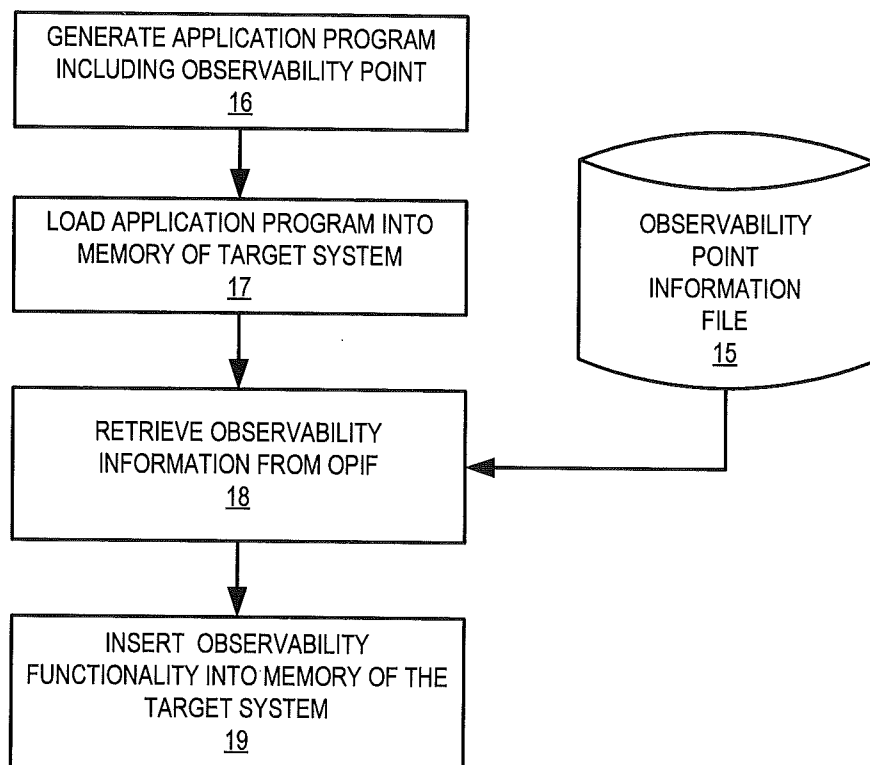 GENERATE APPLICATION PROGRAM
INCLUDING OBSERVABILITY POINT
16
LOAD APPLICATION PROGRAM INTO
MEMORY OF TARGET SYSTEM
17
OBSERVABILITY
POINT
INFORMATION
FILE
15
RETRIEVE OBSERVABILITY
INFORMATION FROM OPIF
18
INSERT OBSERVABILITY
FUNCTIONALITY INTO MEMORY OF THE
TARGET SYSTEM
19